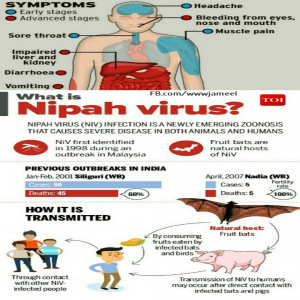 SYMPTOMS
Early stages
Advanced stages
Headache
Bleeding from eyes,
nose and mouth
Muscle pain
Sore throat
Impaired
liver and
kidney
Diarrhoea
Vomiting
FB.com/wwwjameel
What is
TOI
Nipah virus?
NIPAH VIRUS (NIV) INFECTION IS A NEWLY EMERGING ZOONOSIS
THAT CAUSES SEVERE DISEASE IN BOTH ANIMALS AND HUMANS
NiV first identified
in 1998 during an
outbreak in Malaysia
Fruit bats are
natural hosts
of NiV
PREVIOUS OUTBREAKS IN INDIA
Jan-Feb, 2001 Siliguri (WB)
Cases: 66
Deaths: 45
68%
April, 2007 Nadia (WB)
Cases: 5
Deaths: 5
Fertility
rate
100%
HOW IT IS
TRANSMITTED
By consuming
fruits eaten by
infected bats
and birds
Natural host:
Fruit bats
Through contact
with other NiV-
infected people
Transmission of NiV to humans
may occur after direct contact with
infected bats and pigs